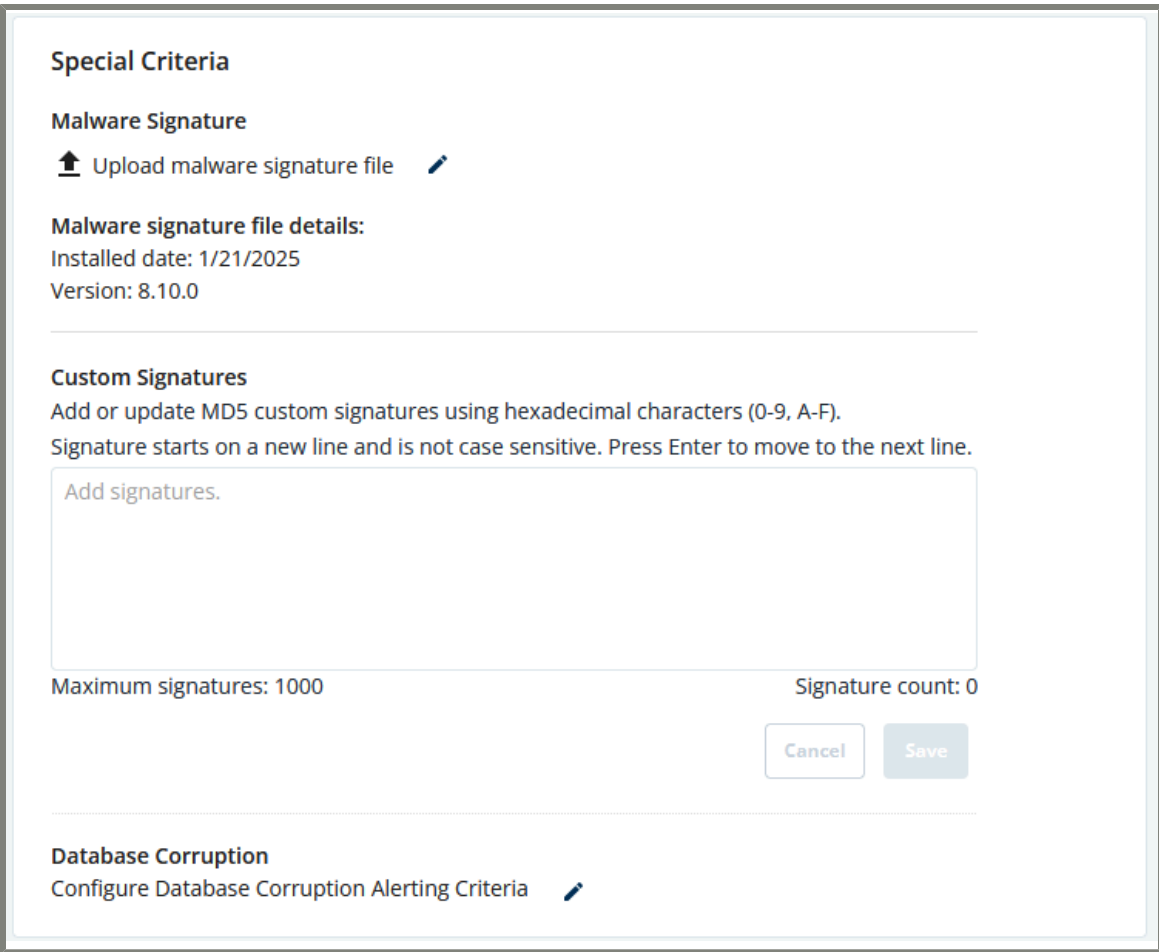 Special Criteria
Malware Signature
Upload malware signature file
Malware signature file details:
Installed date: 1/21/2025
Version: 8.10.0
Custom Signatures
Add or update MD5 custom signatures using hexadecimal characters (0-9, A-F).
Signature starts on a new line and is not case sensitive. Press Enter to move to the next line.
Add signatures.
Maximum signatures: 1000 Signature count: 0
Cancel Save
Database Corruption
Configure Database Corruption Alerting Criteria